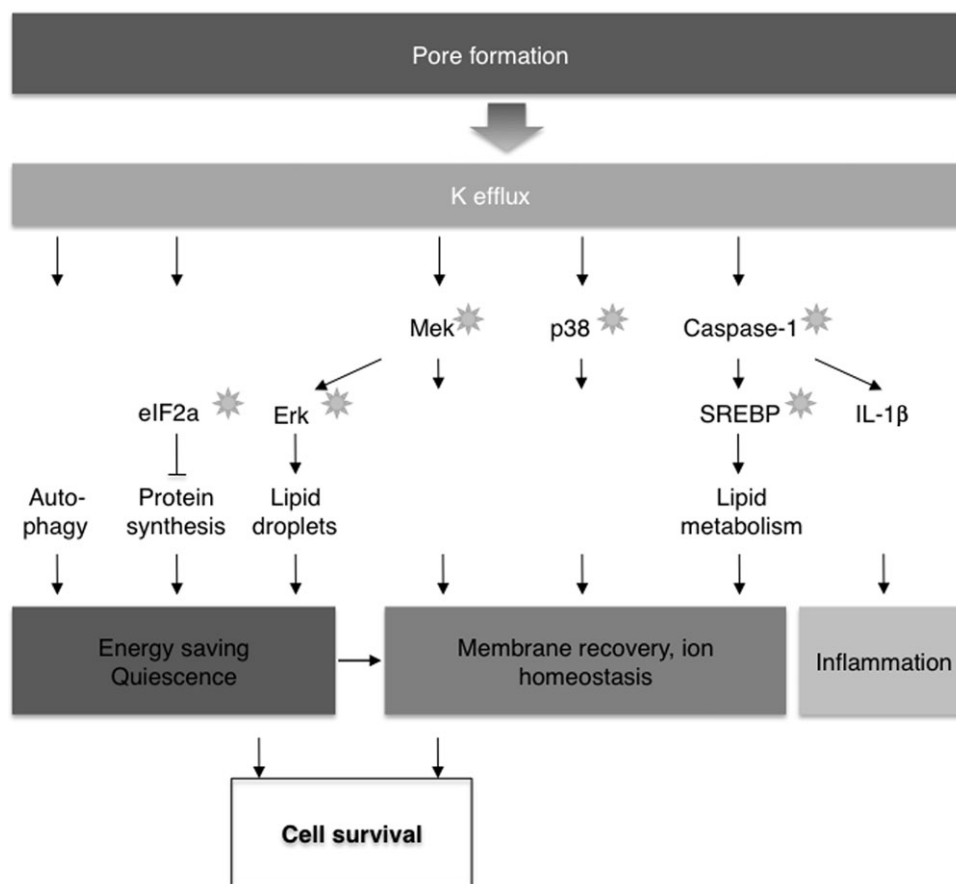 Pore formation
K efflux
Mek
p38
Caspase-1
eIF2a
Erk
SREBP
IL-1β
Auto-
phagy
Protein
synthesis
Lipid
droplets
Lipid
metabolism
Energy saving
Quiescence
Membrane recovery, ion
homeostasis
Inflammation
Cell survival